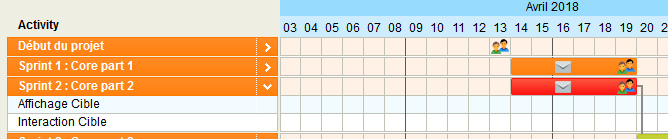 Avril 2018
Activity
03 04 05 06 07 08 09 10 11 12 13 14 15 16 17 18 19 20
Début du projet
Sprint 1 : Core part 1
Sprint 2 : Core part 2
Affichage Cible
Interaction Cible